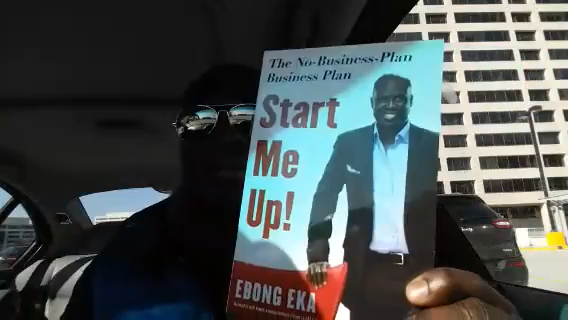 The No-Business-Plan
Business Plan
Start
Me
Up!
EBONG EKA